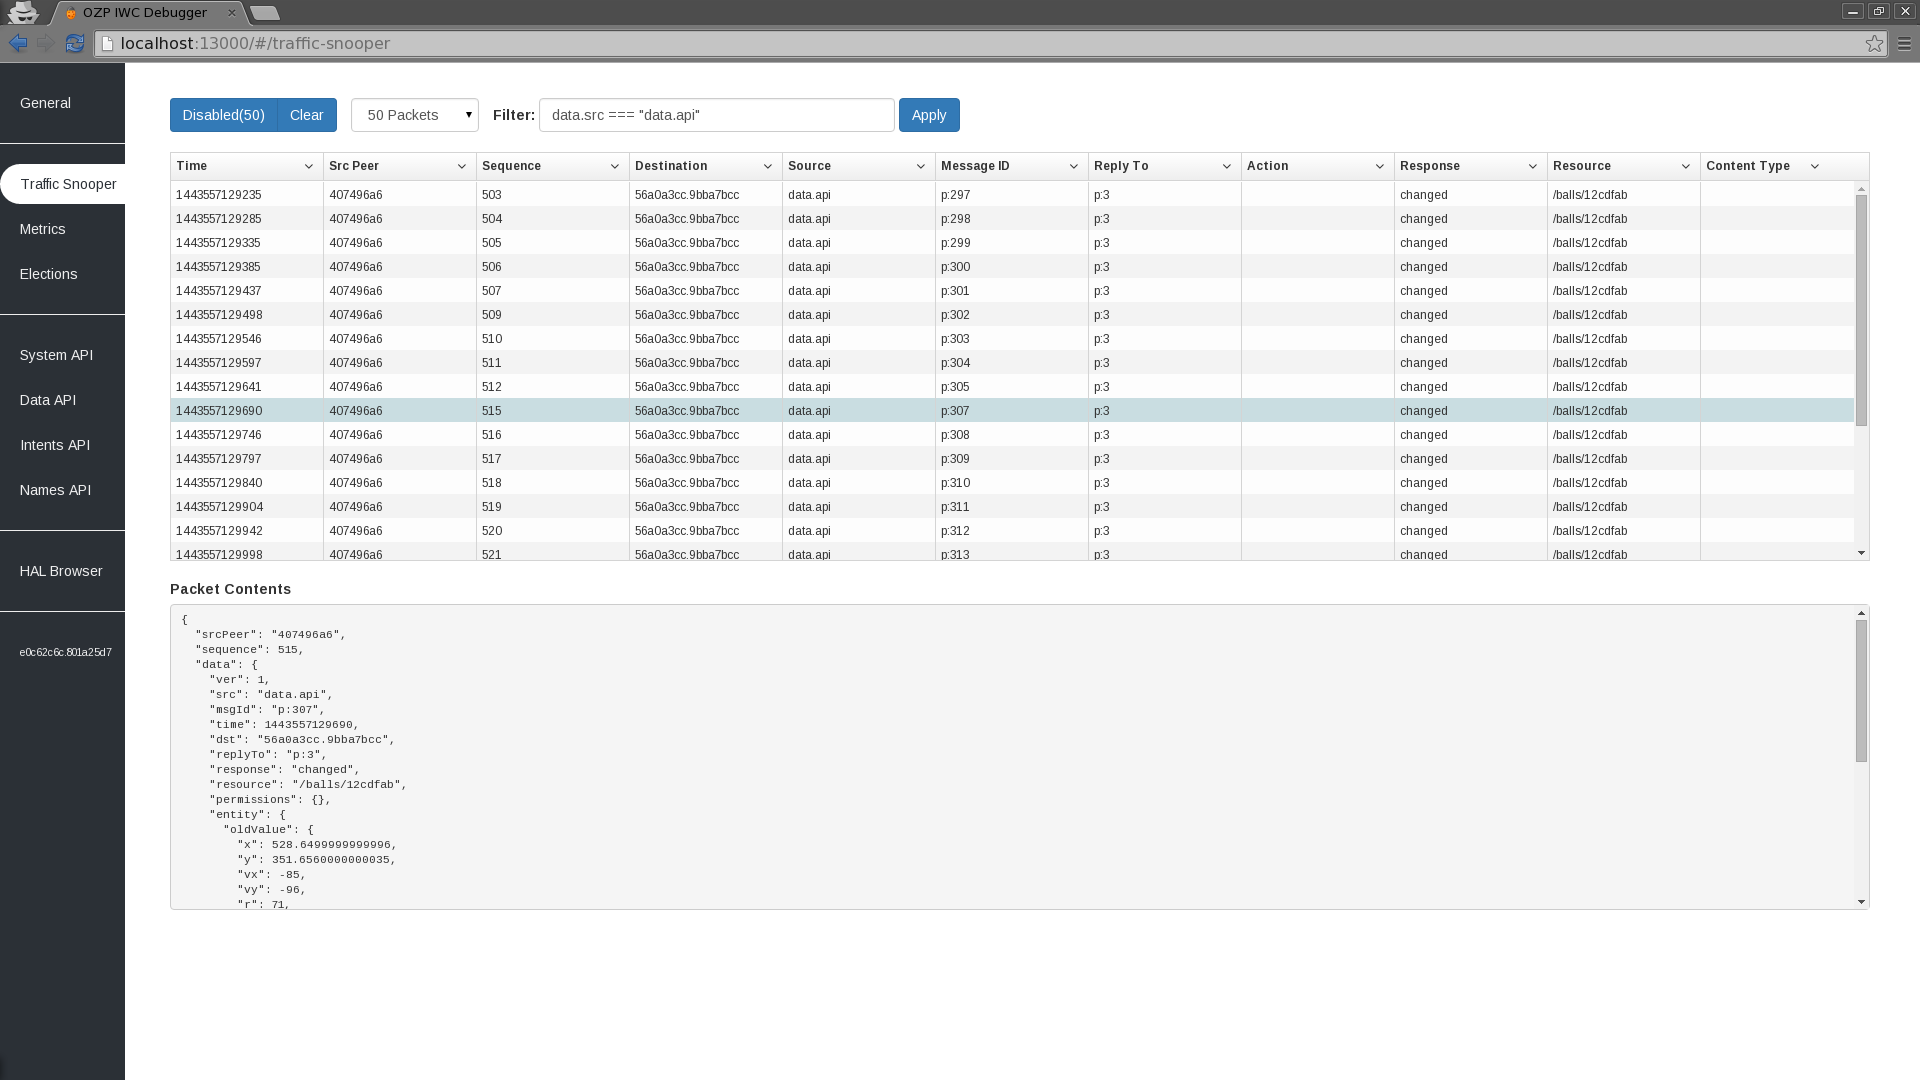 OZP IWC Debugger
localhost:13000/#/traffic-snooper
General
Traffic Snooper
Metrics
Elections
System API
Data API
Intents API
Names API
HAL Browser
e0c62c6c.801a25d7
Disabled(50) Clear 50 Packets Filter: data.src === "data.api" Apply
Time Src Peer Sequence Destination Source Message ID Reply To Action Response Resource Content Type
1443557129235 407496a6 503 56a0a3cc.9bba7bcc data.api p:297 p:3 changed /balls/12cdfab
1443557129285 407496a6 504 56a0a3cc.9bba7bcc data.api p:298 p:3 changed /balls/12cdfab
1443557129335 407496a6 505 56a0a3cc.9bba7bcc data.api p:299 p:3 changed /balls/12cdfab
1443557129385 407496a6 506 56a0a3cc.9bba7bcc data.api p:300 p:3 changed /balls/12cdfab
1443557129437 407496a6 507 56a0a3cc.9bba7bcc data.api p:301 p:3 changed /balls/12cdfab
1443557129498 407496a6 509 56a0a3cc.9bba7bcc data.api p:302 p:3 changed /balls/12cdfab
1443557129546 407496a6 510 56a0a3cc.9bba7bcc data.api p:303 p:3 changed /balls/12cdfab
1443557129597 407496a6 511 56a0a3cc.9bba7bcc data.api p:304 p:3 changed /balls/12cdfab
1443557129641 407496a6 512 56a0a3cc.9bba7bcc data.api p:305 p:3 changed /balls/12cdfab
1443557129690 407496a6 515 56a0a3cc.9bba7bcc data.api p:307 p:3 changed /balls/12cdfab
1443557129746 407496a6 516 56a0a3cc.9bba7bcc data.api p:308 p:3 changed /balls/12cdfab
1443557129797 407496a6 517 56a0a3cc.9bba7bcc data.api p:309 p:3 changed /balls/12cdfab
1443557129840 407496a6 518 56a0a3cc.9bba7bcc data.api p:310 p:3 changed /balls/12cdfab
1443557129904 407496a6 519 56a0a3cc.9bba7bcc data.api p:311 p:3 changed /balls/12cdfab
1443557129942 407496a6 520 56a0a3cc.9bba7bcc data.api p:312 p:3 changed /balls/12cdfab
1443557129998 407496a6 521 56a0a3cc.9bba7bcc data.api p:313 p:3 changed /balls/12cdfab
Packet Contents
{
"srcPeer": "407496a6",
"sequence": 515,
"data": {
"ver": 1,
"src": "data.api",
"msgId": "p:307",
"time": 1443557129690,
"dst": "56a0a3cc.9bba7bcc",
"replyTo": "p:3",
"response": "changed",
"resource": "/balls/12cdfab",
"permissions": {},
"entity": {
"oldValue": {
"x": 528.6499999999996,
"y": 351.6560000000035,
"vx": -85,
"vy": -96,
"r": 71,